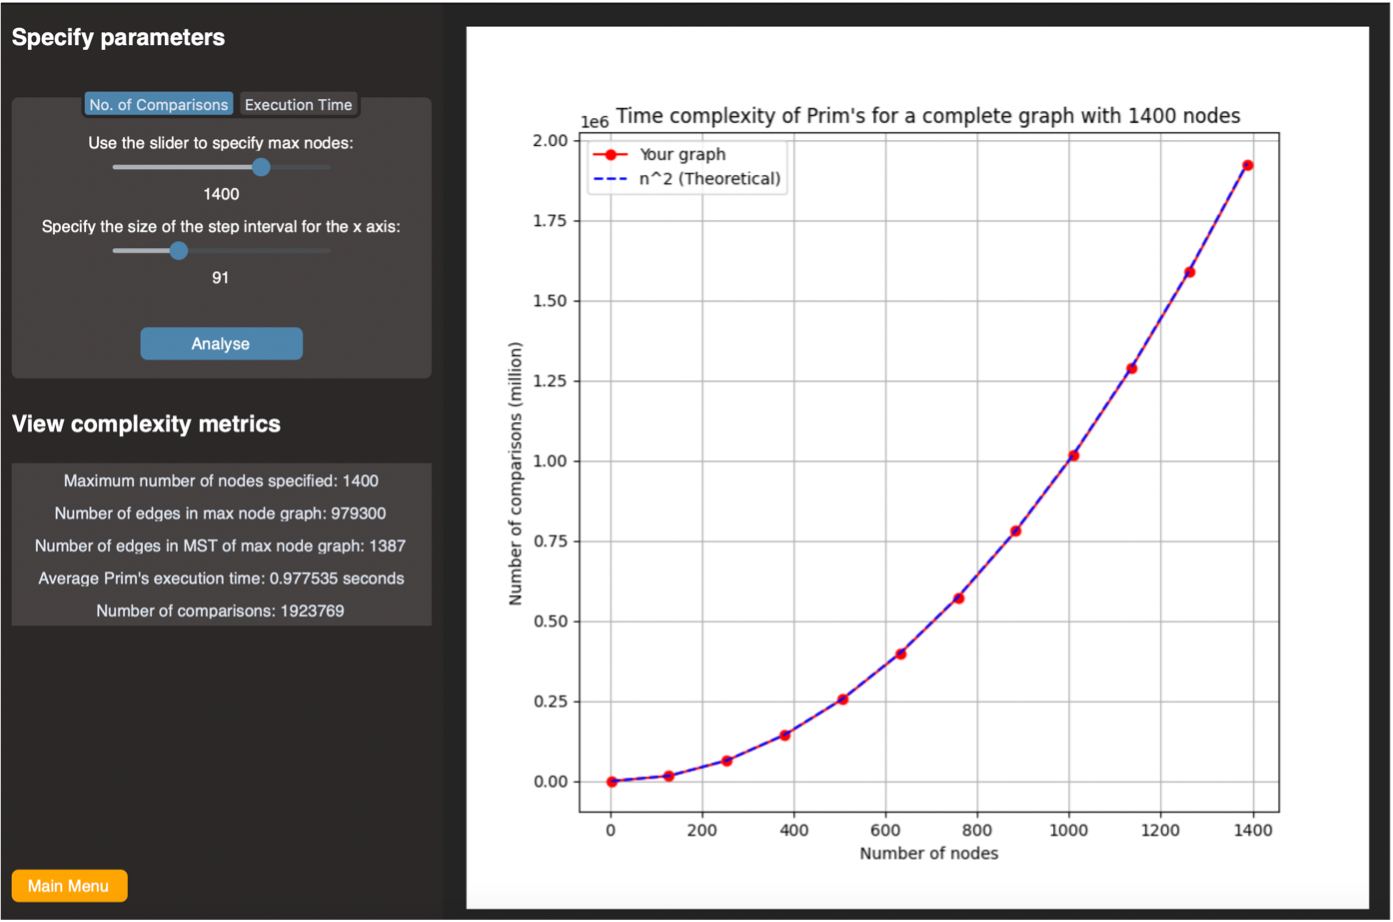 Specify parameters
No. of Comparisons Execution Time
Use the slider to specify max nodes:
1400
Specify the size of the step interval for the x axis:
91
Analyse
View complexity metrics
Maximum number of nodes specified: 1400
Number of edges in max node graph: 979300
Number of edges in MST of max node graph: 1387
Average Prim's execution time: 0.977535 seconds
Number of comparisons: 1923769
Main Menu
1e6 Time complexity of Prim's for a complete graph with 1400 nodes
Your graph
n^2 (Theoretical)
2.00
1.75
1.50
1.25
1.00
0.75
0.50
0.25
0.00
Number of comparisons (million)
0 200 400 600 800 1000 1200 1400
Number of nodes